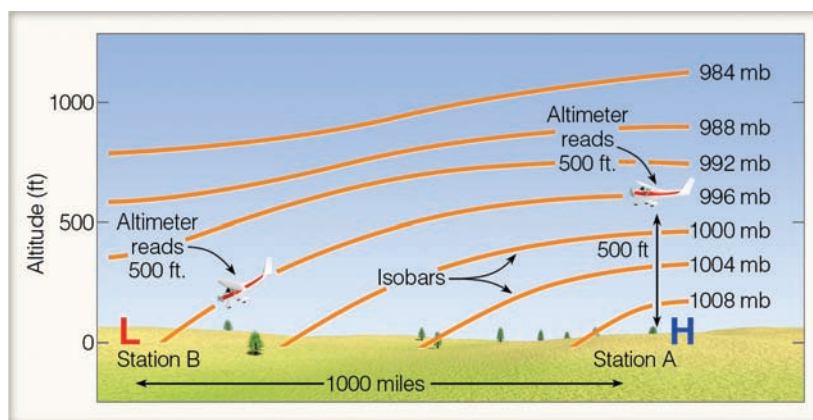 984 mb
1000
Altimeter
reads
500 ft.
988 mb
992 mb
996 mb
Altitude (ft)
500
Altimeter
reads
500 ft.
500 ft
1000 mb
Isobars
1004 mb
1008 mb
L
H
0
Station B
Station A
1000 miles